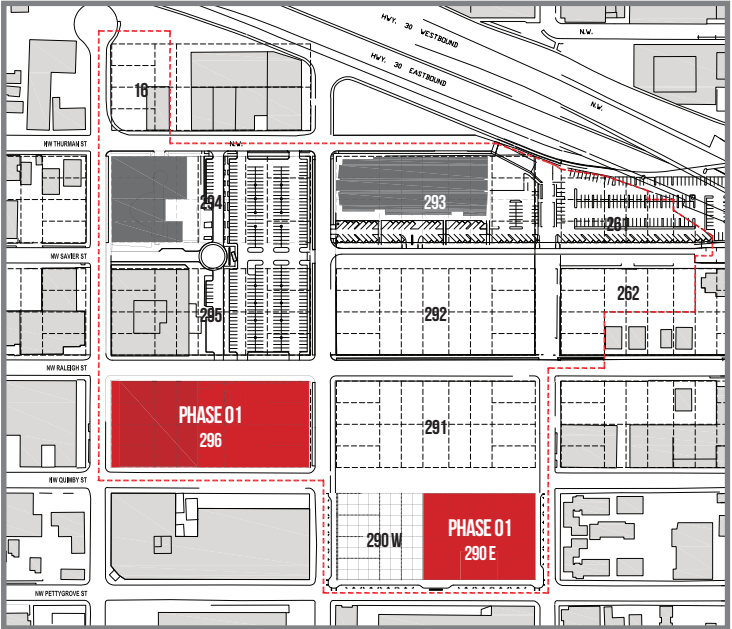 HWY. 30 WESTBOUND
N.W.
HWY. 30 EASTBOUND
16
N.W.
NW THURMAN ST
N.W.
294
293
261
NW SAVIER ST
295
292
262
NW RALEIGH ST
PHASE 01
296
291
NW QUIMBY ST
290 W
PHASE 01
290 E
NW PETTYGROVE ST